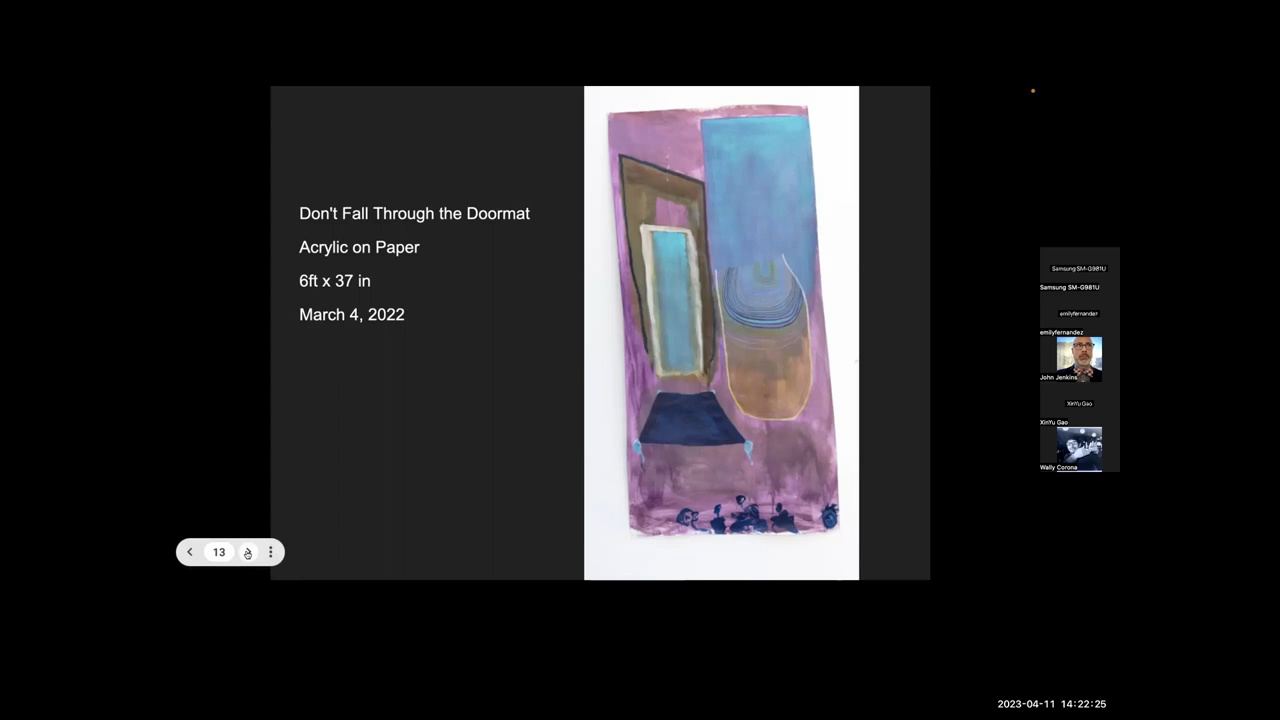 Don't Fall Through the Doormat
Acrylic on Paper
6ft x 37 in
March 4, 2022
13
Samsung SM-G981U
Samsung SM-G981U
emilyfernandez
emilyfernandez
John Jenkins
XinYu Gao
XinYu Gao
Wally Corona
2023-04-11 14:22:25